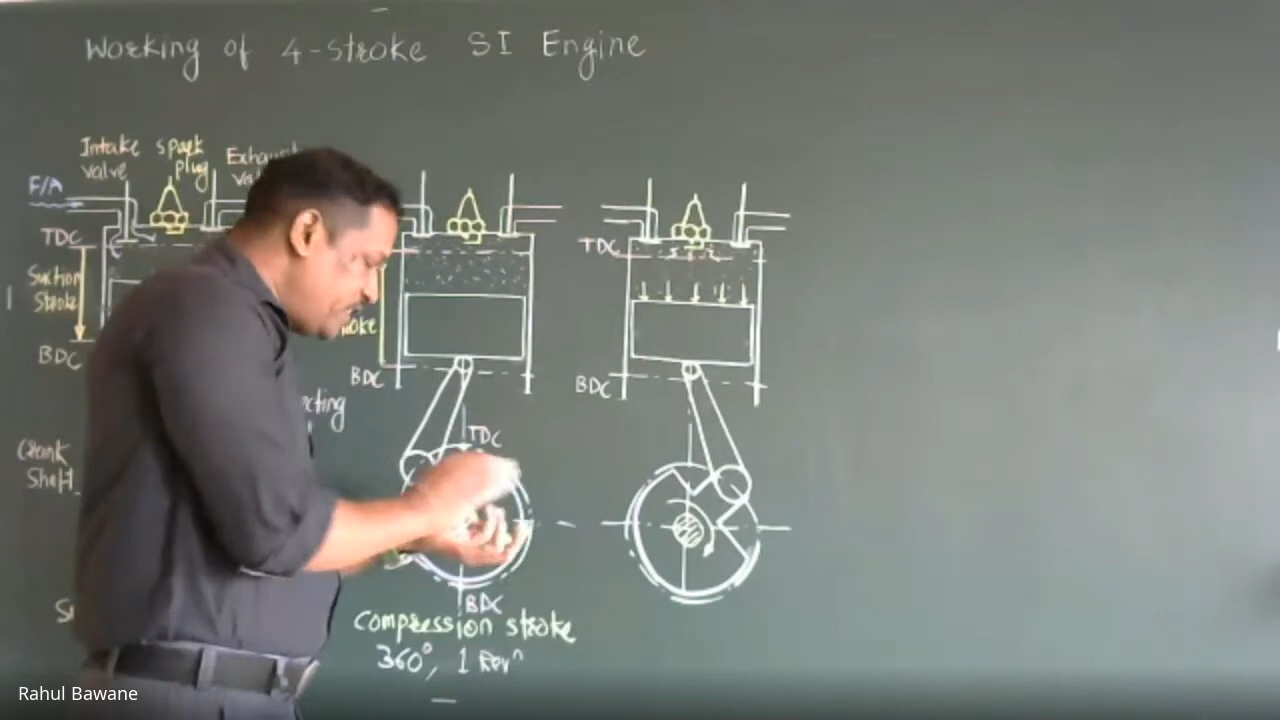 Working of 4-stroke SI Engine
Intake
valve
spark
plug
Exhaust
F/A
TDC
Suction
Stroke
BDC
Crank
Shaft
BDC
TDC
BDC
compression stroke
360°, 1 Revⁿ
TDC
BDC
Rahul Bawane